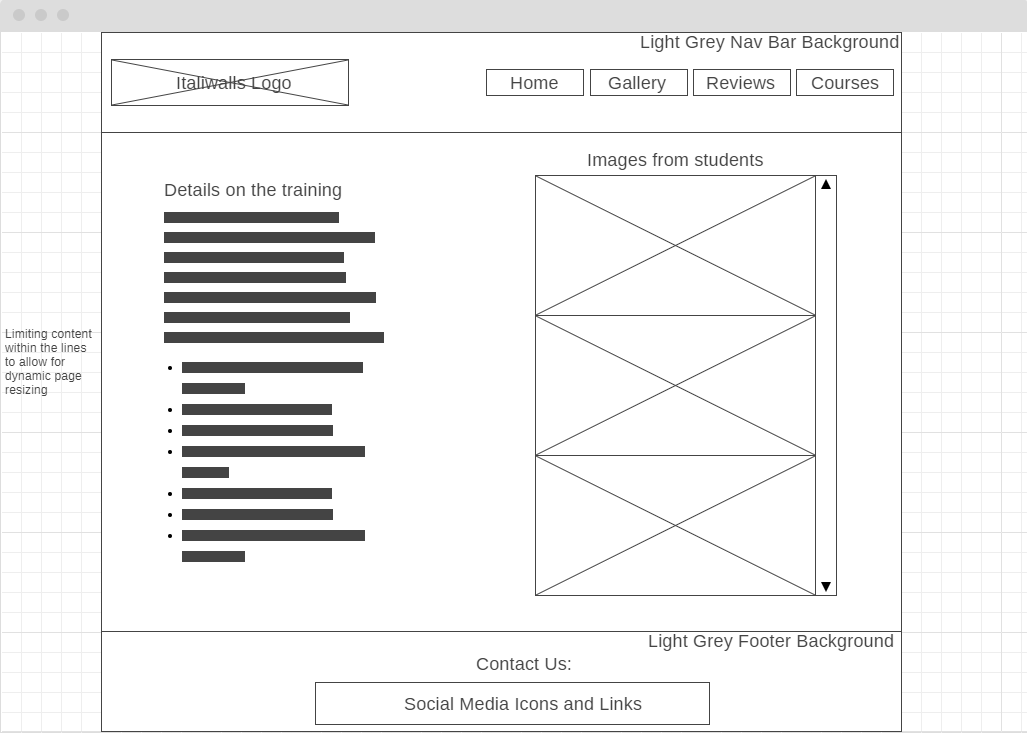 Light Grey Nav Bar Background
Italiwalls Logo
Home
Gallery
Reviews
Courses
Images from students
Details on the training
Limiting content
within the lines
to allow for
dynamic page
resizing
Light Grey Footer Background
Contact Us:
Social Media Icons and Links